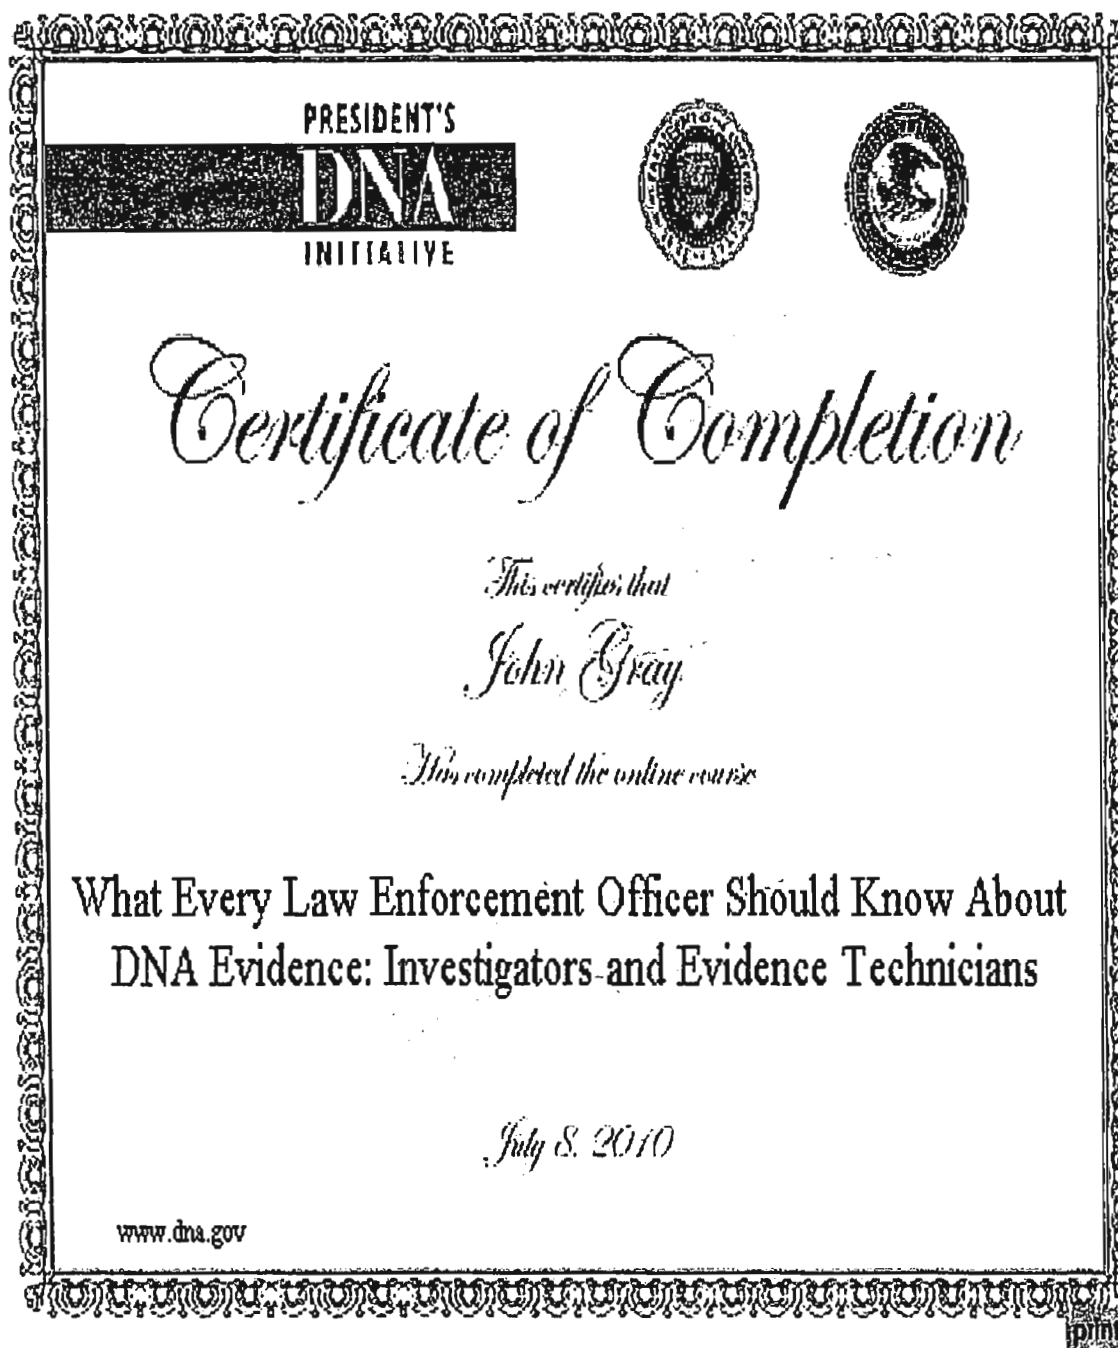 PRESIDENT'S
DNA
INITIATIVE
Certificate of Completion
This certifies that
John Gray
Has completed the online course
What Every Law Enforcement Officer Should Know About
DNA Evidence: Investigators and Evidence Technicians
July 8, 2010
www.dna.gov
print